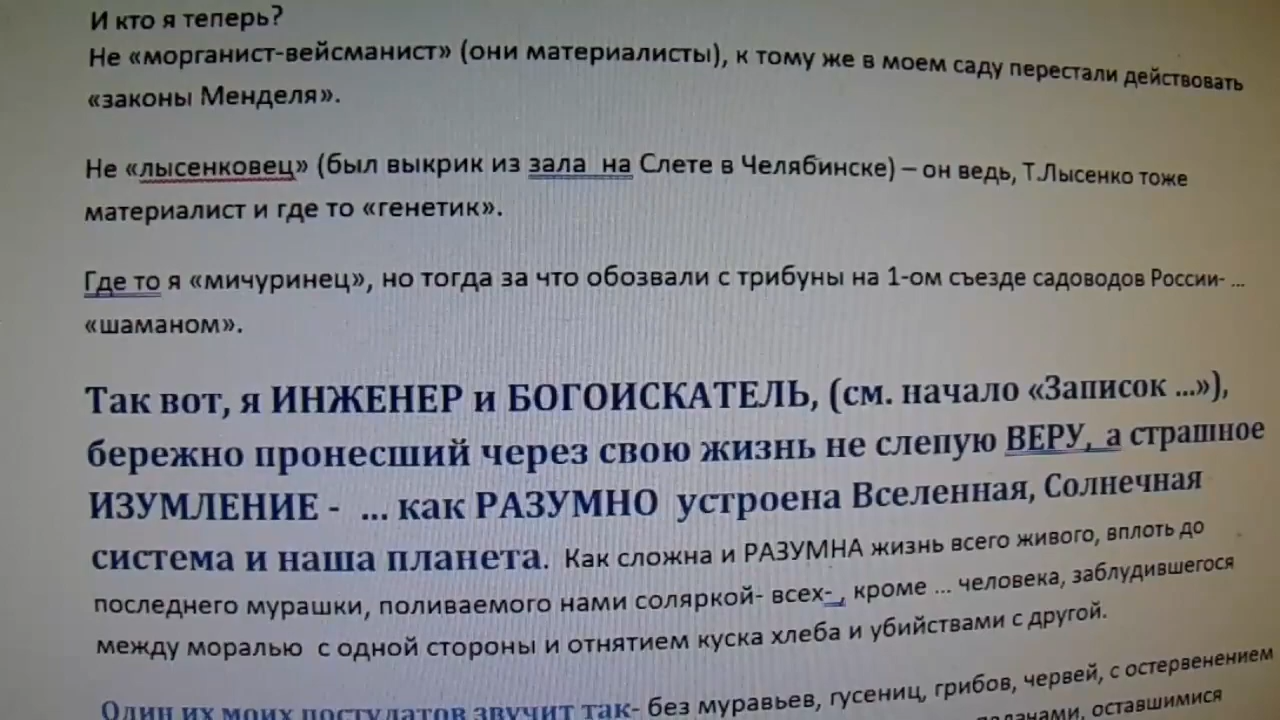 И кто я теперь?
Не «морганист-вейсманист» (они материалисты), к тому же в моем саду перестали действовать
«законы Менделя».
Не «лысенковец» (был выкрик из зала на Слете в Челябинске) – он ведь, Т.Лысенко тоже
материалист и где то «генетик».
Где то я «мичуринец», но тогда за что обозвали с трибуны на 1-ом съезде садоводов России- ...
«шаманом».
Так вот, я ИНЖЕНЕР и БОГОИСКАТЕЛЬ, (см. начало «Записок ...»),
бережно пронесший через свою жизнь не слепую ВЕРУ, а страшное
ИЗУМЛЕНИЕ - ... как РАЗУМНО устроена Вселенная, Солнечная
система и наша планета. Как сложна и РАЗУМНА жизнь всего живого, вплоть до
последнего мурашки, поливаемого нами соляркой- всех- , кроме ... человека, заблудившегося
между моралью с одной стороны и отнятием куска хлеба и убийствами с другой.
Один их моих постулатов звучит так- без муравьев, гусениц, грибов, червей, с остервенением
оставшимися